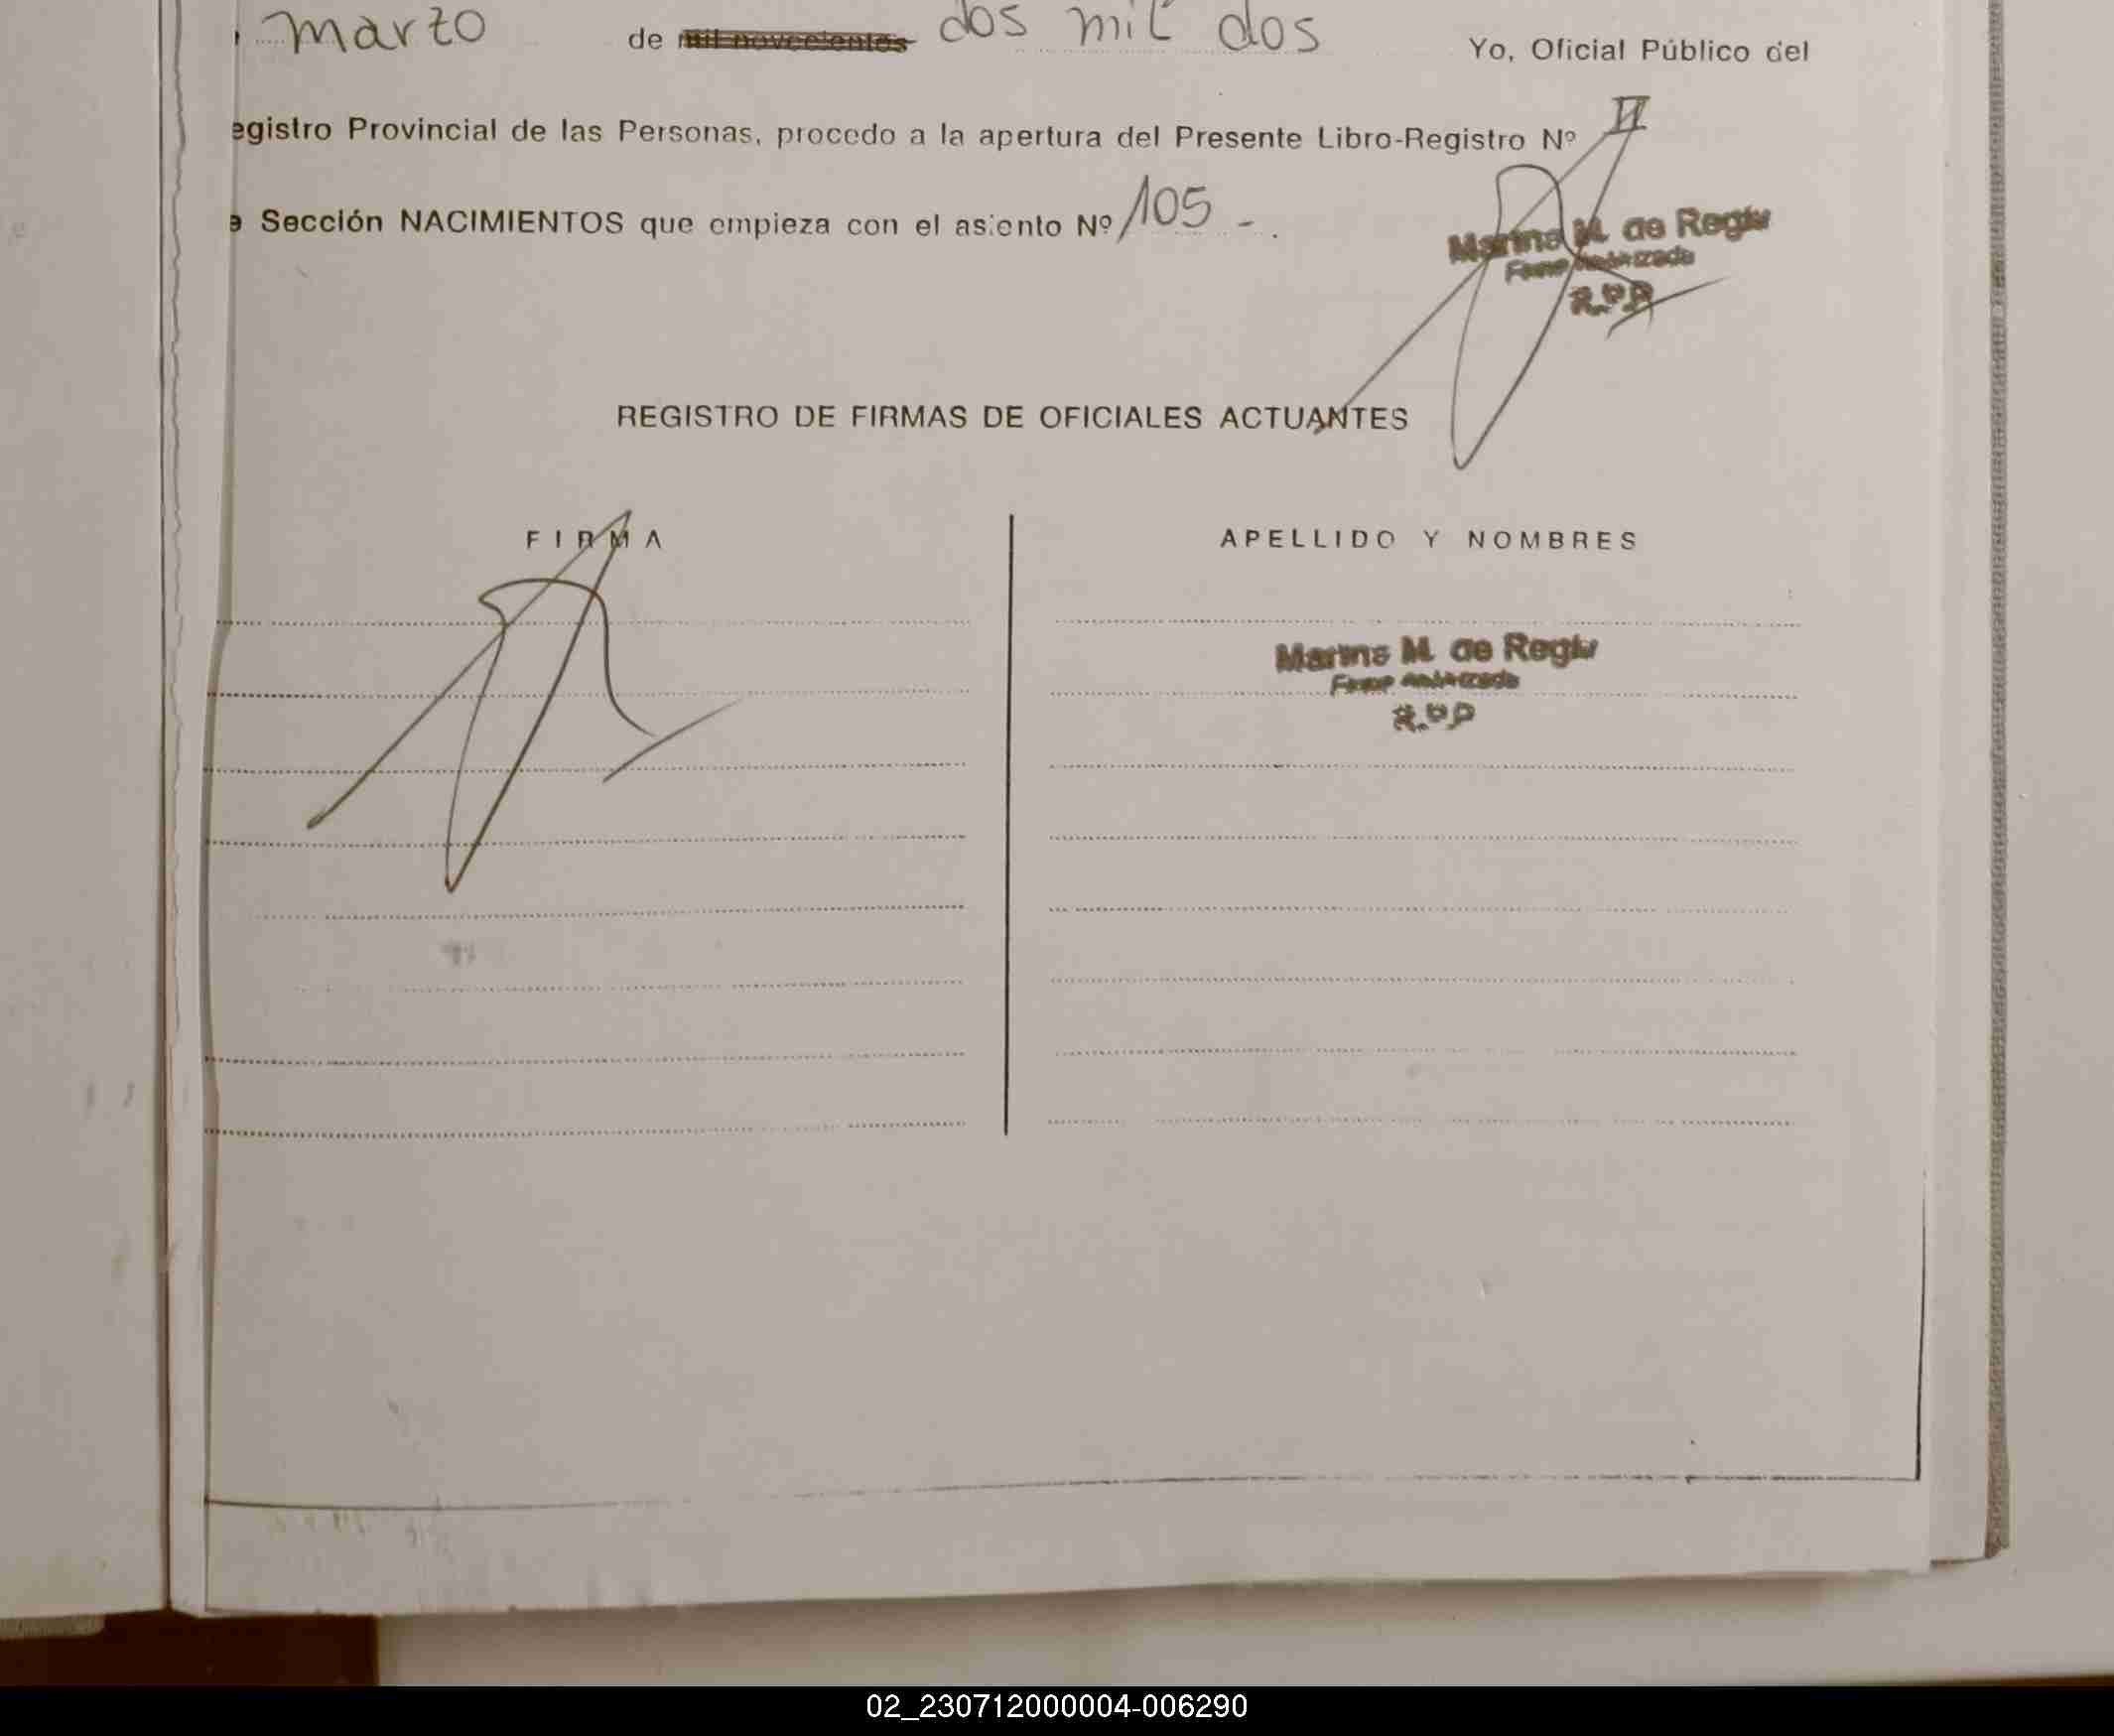 marzo de mil novecientos dos mil dos Yo, Oficial Público del
egistro Provincial de las Personas, procedo a la apertura del Presente Libro-Registro Nº II
e Sección NACIMIENTOS que empieza con el asiento Nº 105 - .
Marina M. de Regiu
R.P.P
REGISTRO DE FIRMAS DE OFICIALES ACTUANTES
FIRMA APELLIDO Y NOMBRES
Marina M. de Regiu
R.P.P
02_230712000004-006290